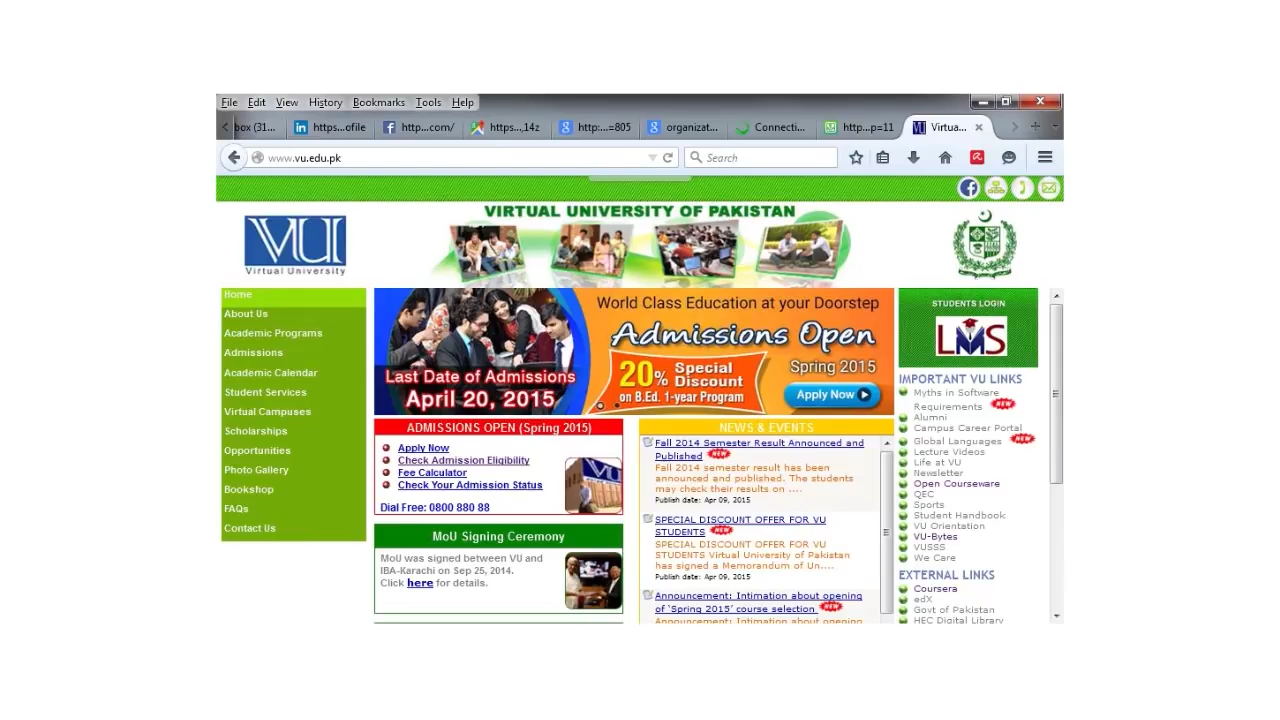 File Edit View History Bookmarks Tools Help
box (31... https...ofile http...com/ https...,14z http:...=805 organizat... Connecti... http...p=11 Virtua...
www.vu.edu.pk Search
VIRTUAL UNIVERSITY OF PAKISTAN
VU
Virtual University
Home
About Us
Academic Programs
Admissions
Academic Calendar
Student Services
Virtual Campuses
Scholarships
Opportunities
Photo Gallery
Bookshop
FAQs
Contact Us
World Class Education at your Doorstep
Admissions Open
Spring 2015
20% Special Discount
on B.Ed. 1-year Program
Apply Now
Last Date of Admissions
April 20, 2015
ADMISSIONS OPEN (Spring 2015)
Apply Now
Check Admission Eligibility
Fee Calculator
Check Your Admission Status
Dial Free: 0800 880 88
VU
MoU Signing Ceremony
MoU was signed between VU and
IBA-Karachi on Sep 25, 2014.
Click here for details.
NEWS & EVENTS
Fall 2014 Semester Result Announced and
Published NEW
Fall 2014 semester result has been
announced and published. The students
may check their results on ....
Publish date: Apr 09, 2015
SPECIAL DISCOUNT OFFER FOR VU
STUDENTS NEW
SPECIAL DISCOUNT OFFER FOR VU
STUDENTS Virtual University of Pakistan
has signed a Memorandum of Un....
Publish date: Apr 09, 2015
Announcement: Intimation about opening
of 'Spring 2015' course selection NEW
Announcement: Intimation about opening
STUDENTS LOGIN
LMS
IMPORTANT VU LINKS
Myths in Software
Requirements NEW
Alumni
Campus Career Portal
Global Languages NEW
Lecture Videos
Life at VU
Newsletter
Open Courseware
QEC
Sports
Student Handbook
VU Orientation
VU-Bytes
VUSSS
We Care
EXTERNAL LINKS
Coursera
edX
Govt of Pakistan
HEC Digital Library